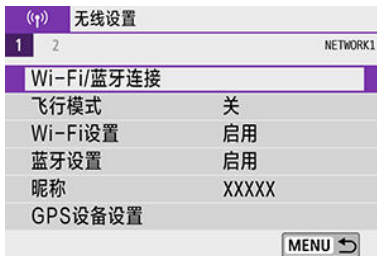 无线设置
1 2 NETWORK1
Wi-Fi/蓝牙连接
飞行模式 关
Wi-Fi设置 启用
蓝牙设置 启用
昵称 XXXXX
GPS设备设置
MENU